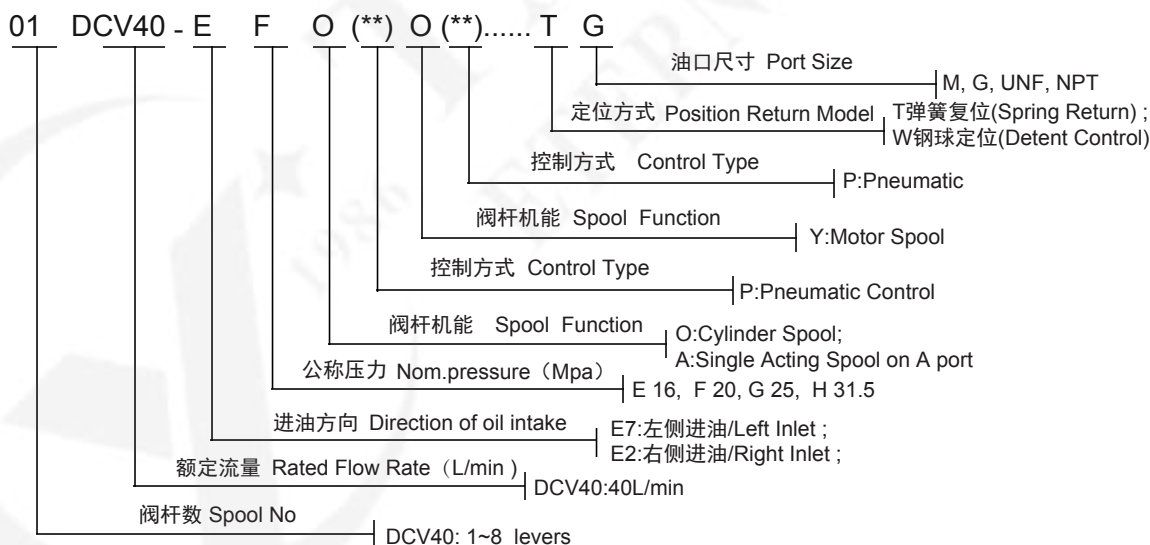 01 DCV40 - E F O (**) O (**)...... T G
油口尺寸 Port Size
M, G, UNF, NPT
定位方式 Position Return Model
T弹簧复位(Spring Return) ;
W钢球定位(Detent Control)
控制方式 Control Type
P:Pneumatic
阀杆机能 Spool Function
Y:Motor Spool
控制方式 Control Type
P:Pneumatic Control
阀杆机能 Spool Function
O:Cylinder Spool;
A:Single Acting Spool on A port
公称压力 Nom.pressure（Mpa）
E 16, F 20, G 25, H 31.5
进油方向 Direction of oil intake
E7:左侧进油/Left Inlet ;
E2:右侧进油/Right Inlet ;
额定流量 Rated Flow Rate（L/min )
DCV40:40L/min
阀杆数 Spool No
DCV40: 1~8 levers
1986